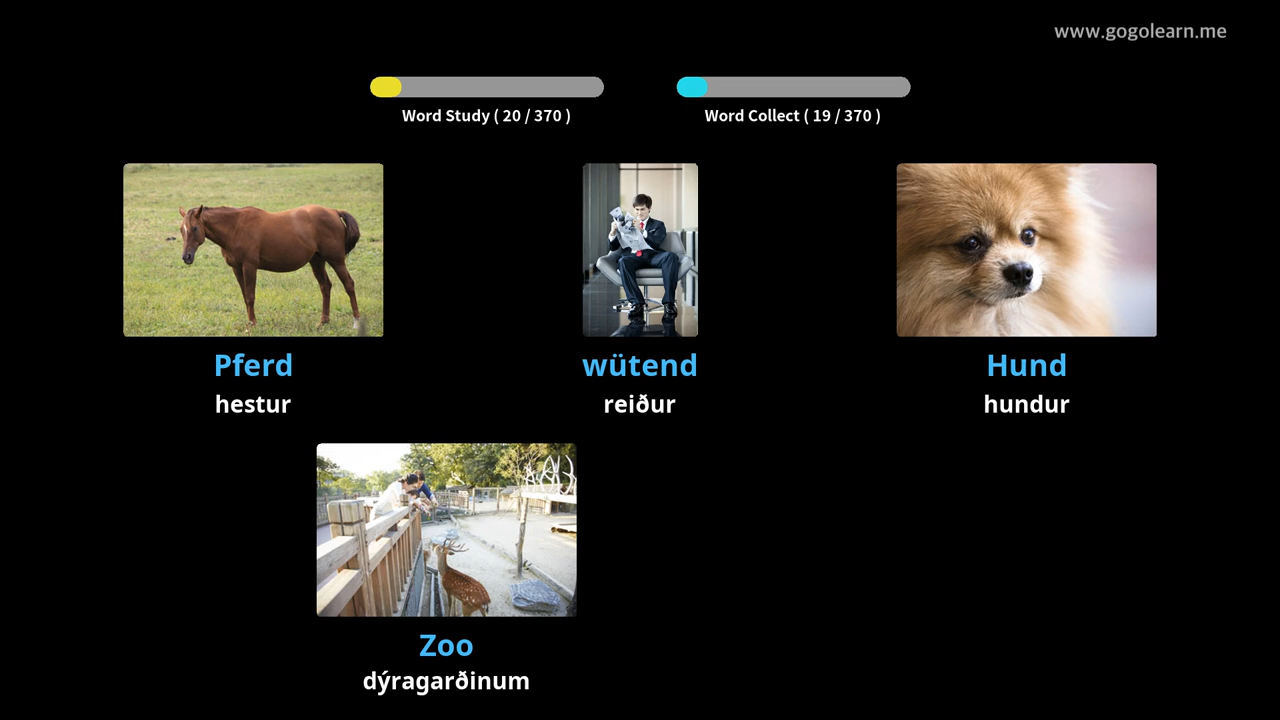 www.gogolearn.me
Word Study ( 20 / 370 )
Word Collect ( 19 / 370 )
Pferd
wütend
Hund
hestur
reiður
hundur
Zoo
dýragarðinum